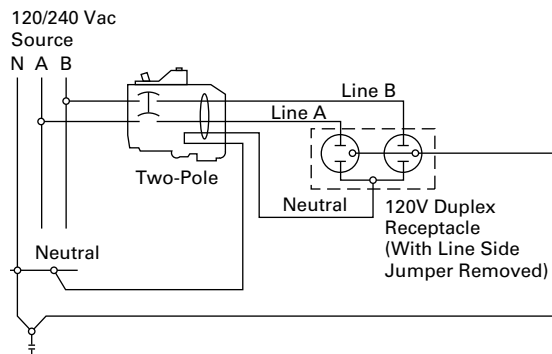 120/240 Vac
Source
N A B
Line B
Line A
Two-Pole
Neutral
120V Duplex
Receptacle
(With Line Side
Jumper Removed)
Neutral